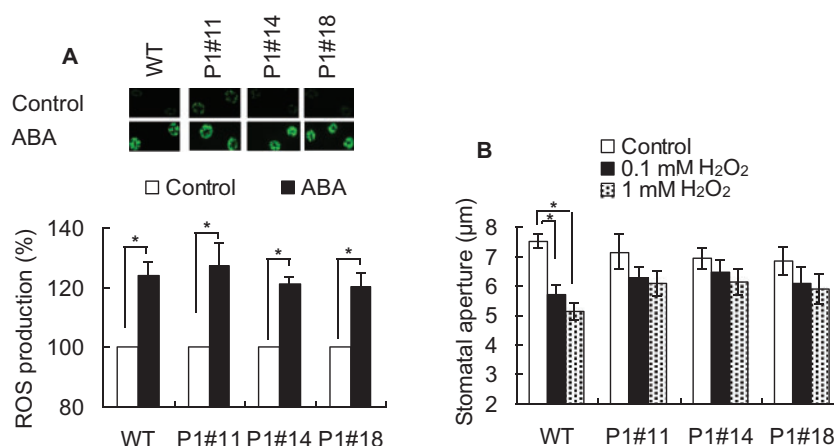 A
WT
P1#11
P1#14
P1#18
Control
ABA
Control
ABA
ROS production (%)
140
120
100
80
*
*
*
*
WT
P1#11
P1#14
P1#18
B
Control
0.1 mM H₂O₂
1 mM H₂O₂
Stomatal aperture (μm)
8
7
6
5
4
3
2
*
*
WT
P1#11
P1#14
P1#18